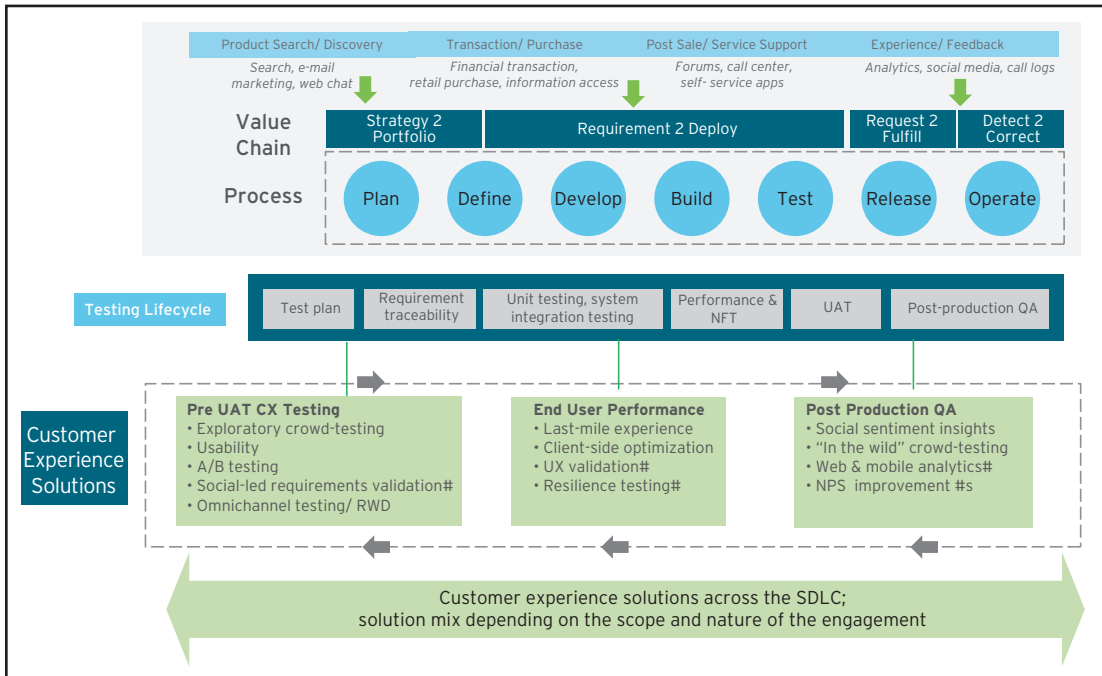 Product Search/ Discovery
Transaction/ Purchase
Post Sale/ Service Support
Experience/ Feedback
Search, e-mail
marketing, web chat
Financial transaction,
retail purchase, information access
Forums, call center,
self- service apps
Analytics, social media, call logs
Value
Chain
Strategy 2
Portfolio
Requirement 2 Deploy
Request 2
Fulfill
Detect 2
Correct
Process
Plan
Define
Develop
Build
Test
Release
Operate
Testing Lifecycle
Test plan
Requirement
traceability
Unit testing, system
integration testing
Performance &
NFT
UAT
Post-production QA
Customer
Experience
Solutions
Pre UAT CX Testing
• Exploratory crowd-testing
• Usability
• A/B testing
• Social-led requirements validation#
• Omnichannel testing/ RWD
End User Performance
• Last-mile experience
• Client-side optimization
• UX validation#
• Resilience testing#
Post Production QA
• Social sentiment insights
• “In the wild” crowd-testing
• Web & mobile analytics#
• NPS improvement #s
Customer experience solutions across the SDLC;
solution mix depending on the scope and nature of the engagement